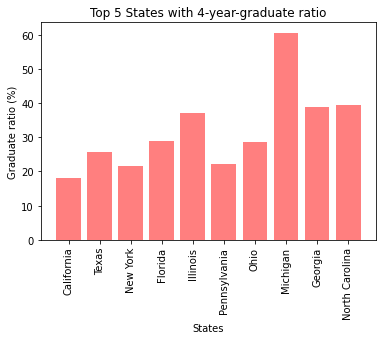 Top 5 States with 4-year-graduate ratio
Graduate ratio (%)
60
50
40
30
20
10
0
California
Texas
New York
Florida
Illinois
Pennsylvania
Ohio
Michigan
Georgia
North Carolina
States